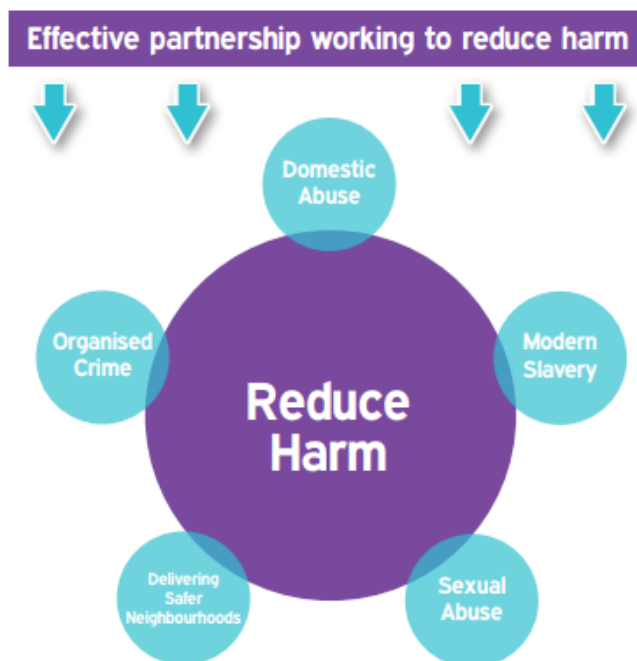 Effective partnership working to reduce harm
Domestic
Abuse
Organised
Crime
Modern
Slavery
Reduce
Harm
Delivering
Safer
Neighbourhoods
Sexual
Abuse